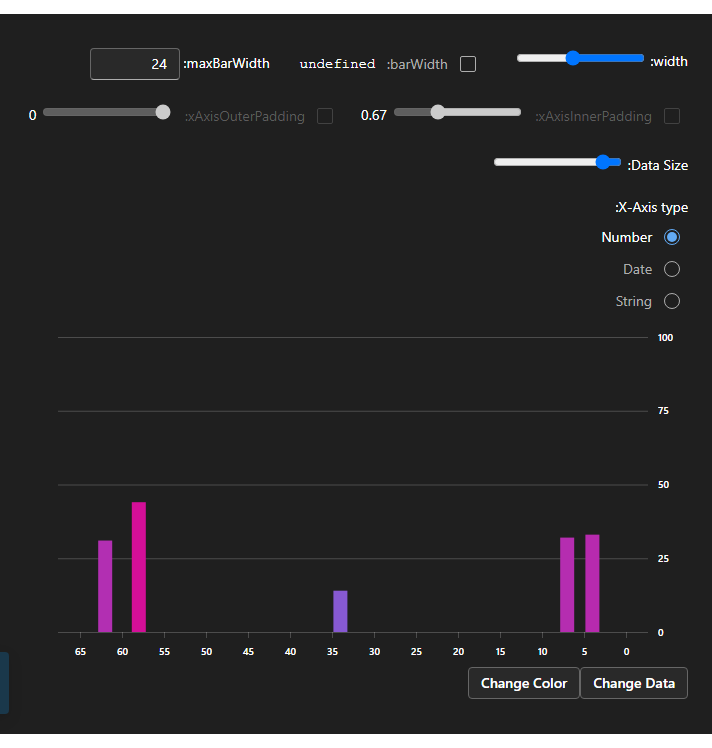 width:
barWidth: undefined
maxBarWidth: 24
xAxisInnerPadding: 0.67
xAxisOuterPadding: 0
Data Size:
X-Axis type:
Number
Date
String
100
75
50
25
0
65 60 55 50 45 40 35 30 25 20 15 10 5 0
Change Color Change Data